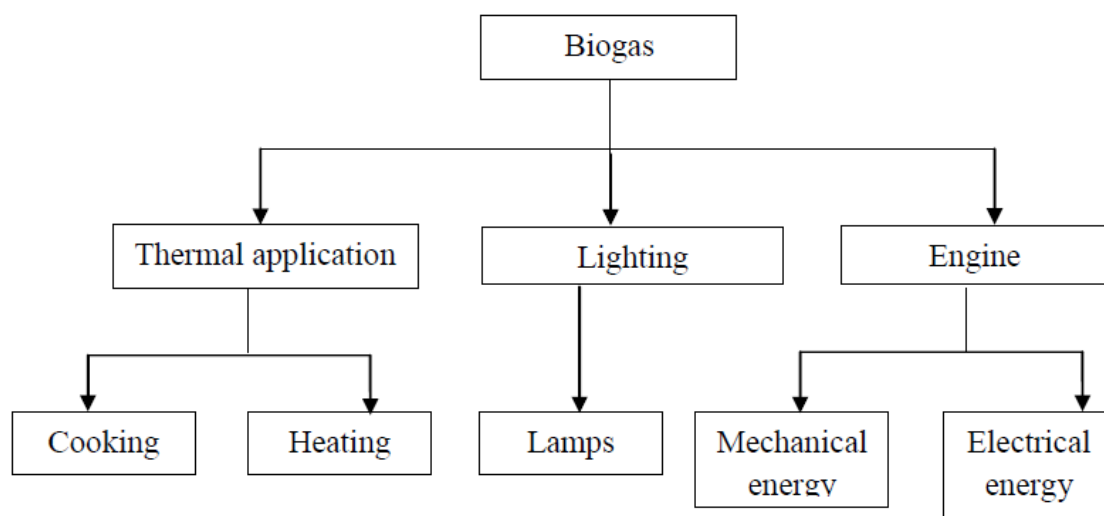 Biogas
Thermal application
Lighting
Engine
Cooking
Heating
Lamps
Mechanical
energy
Electrical
energy